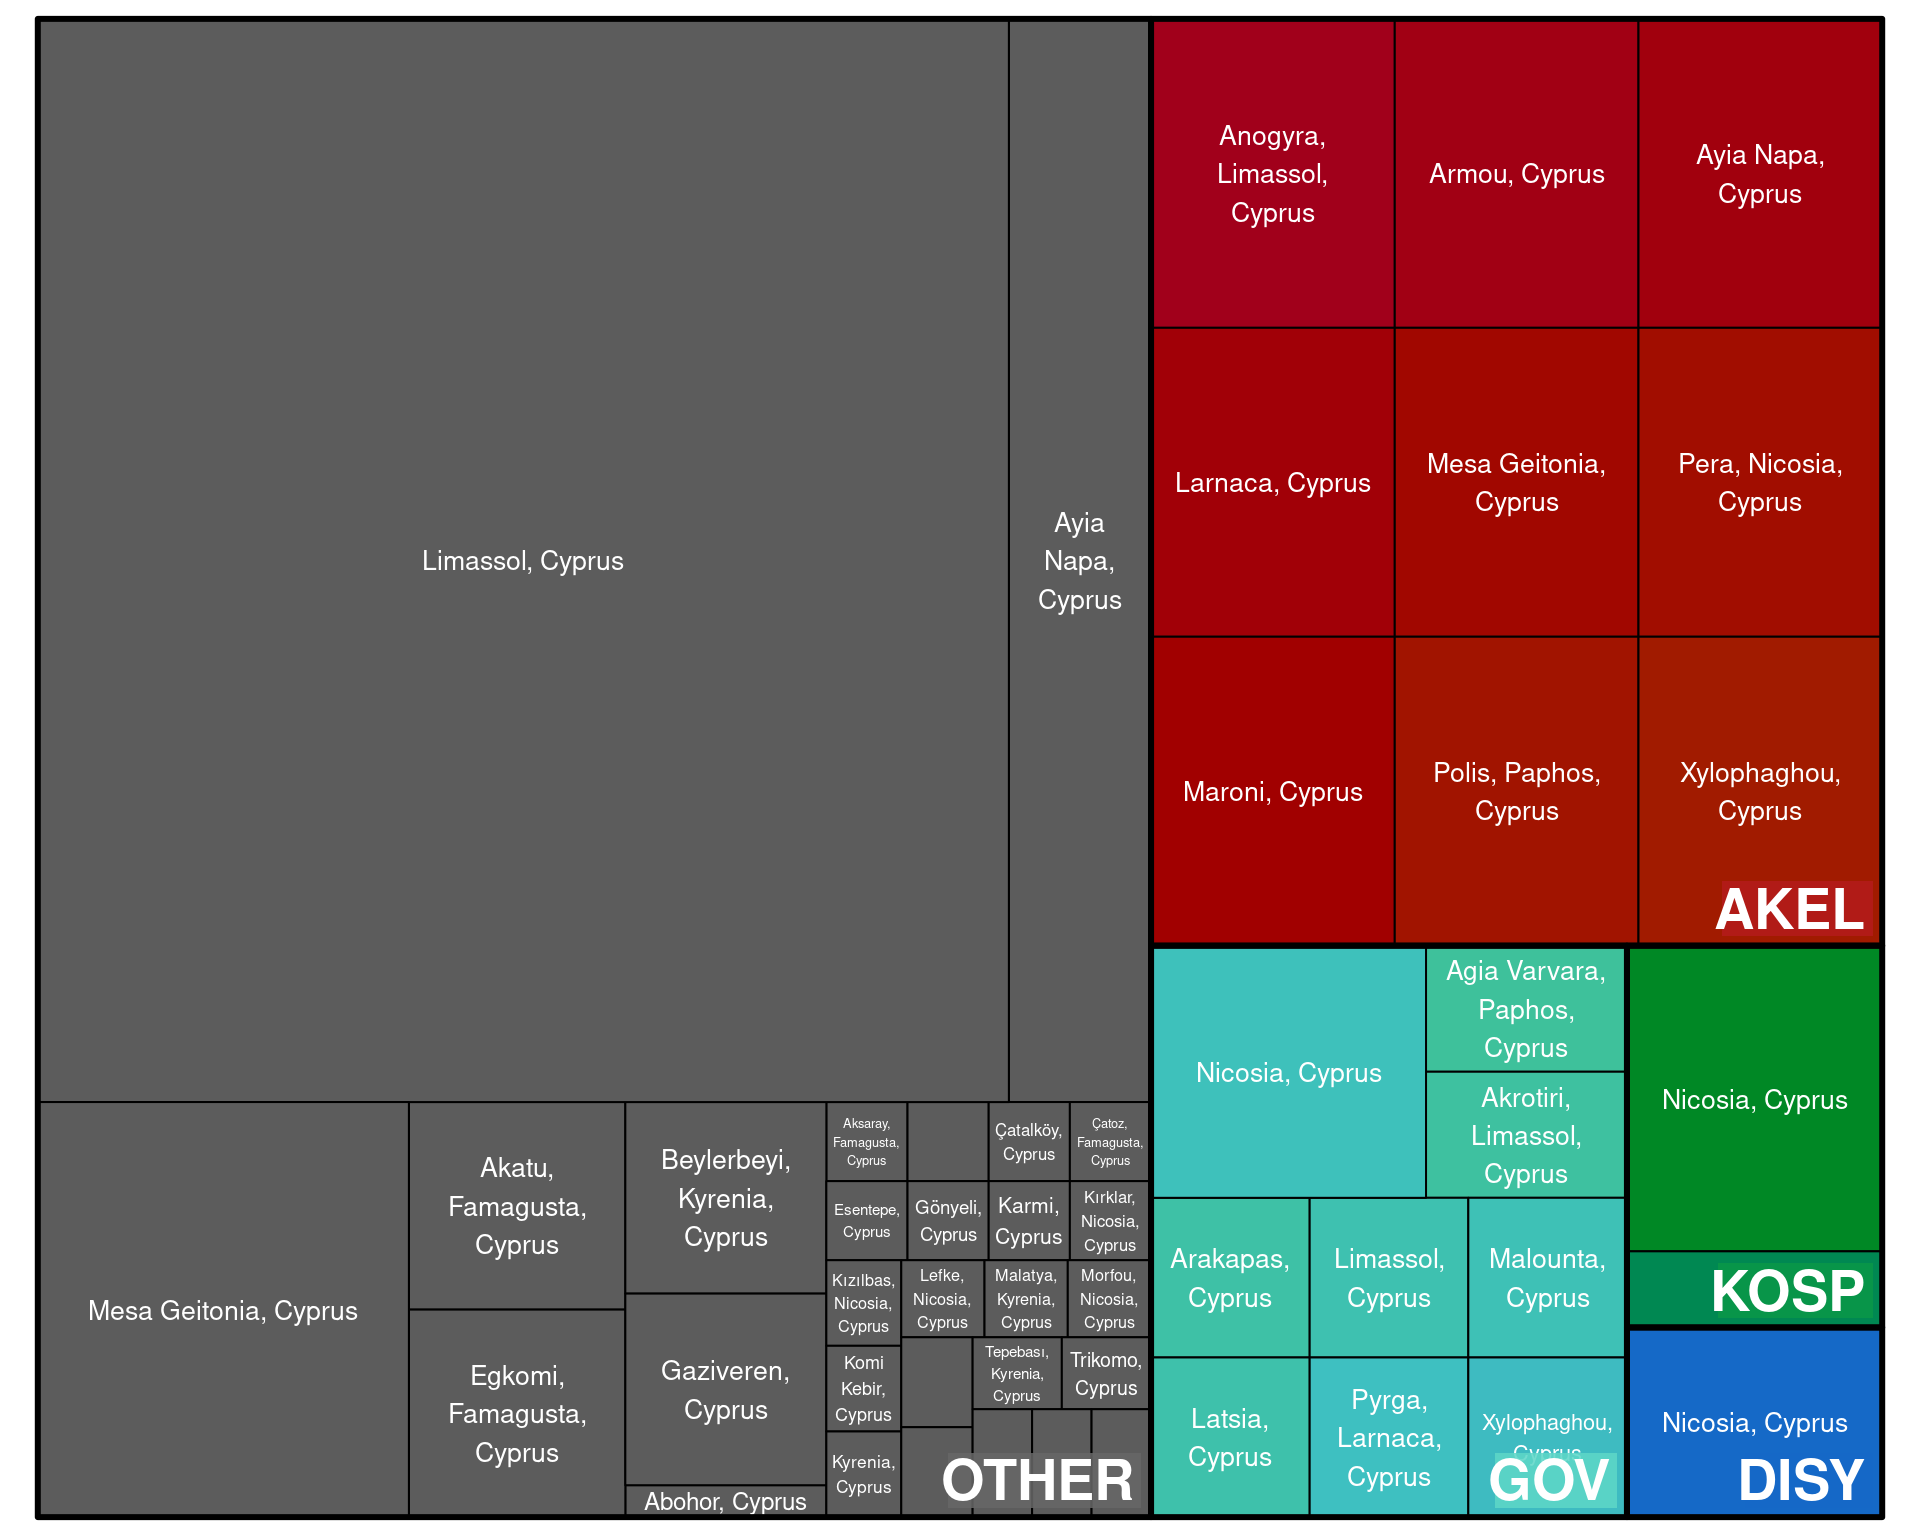 Limassol, Cyprus
Ayia
Napa,
Cyprus
Mesa Geitonia, Cyprus
Akatu,
Famagusta,
Cyprus
Egkomi,
Famagusta,
Cyprus
Beylerbeyi,
Kyrenia,
Cyprus
Gaziveren,
Cyprus
Abohor, Cyprus
Aksaray,
Famagusta,
Cyprus
Çatalköy,
Cyprus
Çatoz,
Famagusta,
Cyprus
Esentepe,
Cyprus
Gönyeli,
Cyprus
Karmi,
Cyprus
Kırklar,
Nicosia,
Cyprus
Kızılbas,
Nicosia,
Cyprus
Lefke,
Nicosia,
Cyprus
Malatya,
Kyrenia,
Cyprus
Morfou,
Nicosia,
Cyprus
Komi
Kebir,
Cyprus
Tepebası,
Kyrenia,
Cyprus
Trikomo,
Cyprus
Kyrenia,
Cyprus
OTHER
Anogyra,
Limassol,
Cyprus
Armou, Cyprus
Ayia Napa,
Cyprus
Larnaca, Cyprus
Mesa Geitonia,
Cyprus
Pera, Nicosia,
Cyprus
Maroni, Cyprus
Polis, Paphos,
Cyprus
Xylophaghou,
Cyprus
AKEL
Nicosia, Cyprus
Agia Varvara,
Paphos,
Cyprus
Akrotiri,
Limassol,
Cyprus
Arakapas,
Cyprus
Limassol,
Cyprus
Malounta,
Cyprus
Latsia,
Cyprus
Pyrga,
Larnaca,
Cyprus
Xylophaghou,
Cyprus
GOV
Nicosia, Cyprus
KOSP
Nicosia, Cyprus
DISY